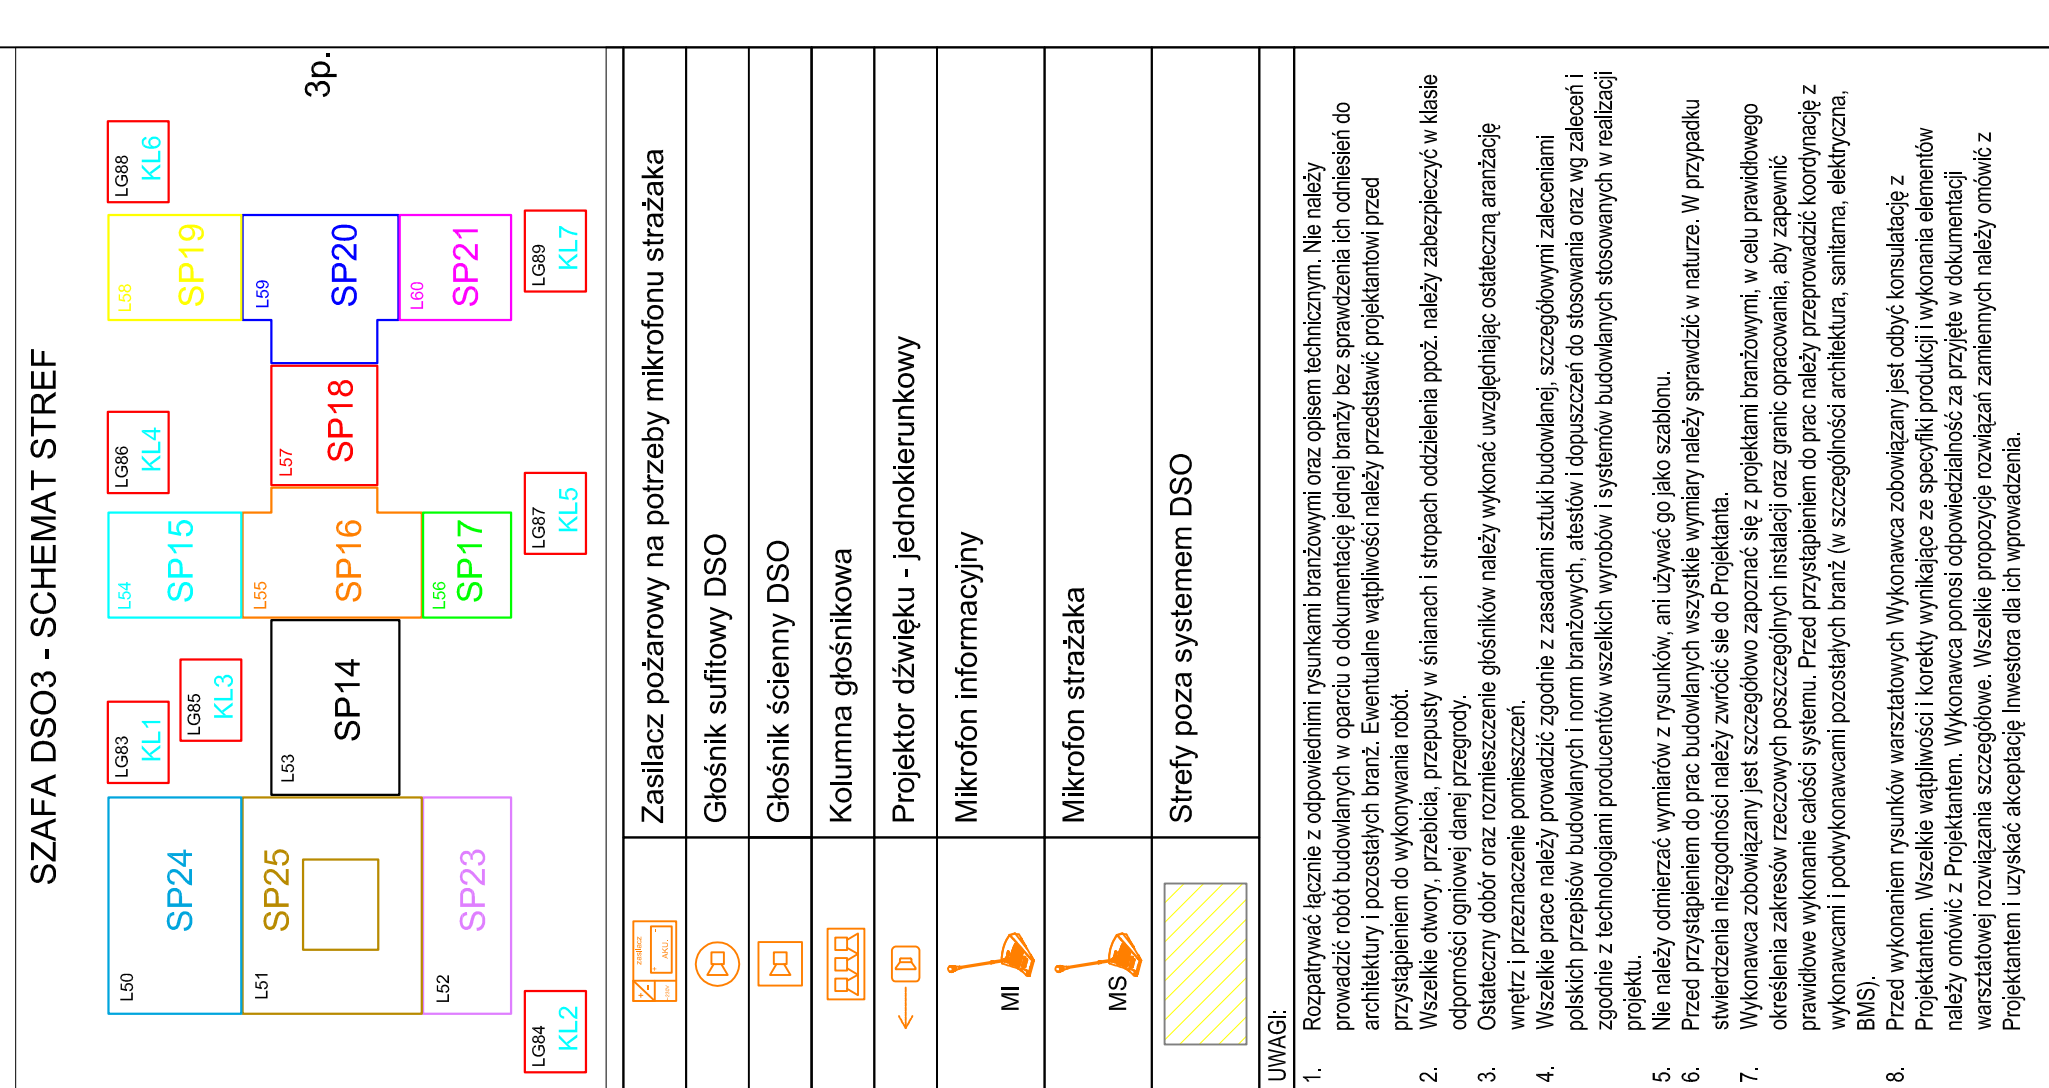 SZAFA DSO3 - SCHEMAT STREF
3p.
L50
SP24
L51
SP25
L52
SP23
LG83
KL1
LG84
KL2
LG85
KL3
L53
SP14
L54
SP15
L55
SP16
L56
SP17
LG86
KL4
LG87
KL5
L57
SP18
L58
SP19
L59
SP20
L60
SP21
LG88
KL6
LG89
KL7
zasilacz
AKU.
Zasilacz pożarowy na potrzeby mikrofonu strażaka
Głośnik sufitowy DSO
Głośnik ścienny DSO
Kolumna głośnikowa
Projektor dźwięku - jednokierunkowy
MI
Mikrofon informacyjny
MS
Mikrofon strażaka
Strefy poza systemem DSO
UWAGI:
1. Rozpatrywać łącznie z odpowiednimi rysunkami branżowymi oraz opisem technicznym. Nie należy
prowadzić robót budowlanych w oparciu o dokumentację jednej branży bez sprawdzenia ich odniesień do
architektury i pozostałych branż. Ewentualne wątpliwości należy przedstawić projektantowi przed
przystąpieniem do wykonywania robót.
2. Wszelkie otwory, przebicia, przepusty w śnianach i stropach oddzielenia ppoż. należy zabezpieczyć w klasie
odporności ogniowej danej przegrody.
3. Ostateczny dobór oraz rozmieszczenie głośników należy wykonać uwzględniając ostateczną aranżację
wnętrz i przeznaczenie pomieszczeń.
4. Wszelkie prace należy prowadzić zgodnie z zasadami sztuki budowlanej, szczegółowymi zaleceniami
polskich przepisów budowlanych i norm branżowych, atestów i dopuszczeń do stosowania oraz wg zaleceń i
zgodnie z technologiami producentów wszelkich wyrobów i systemów budowlanych stosowanych w realizacji
projektu.
5. Nie należy odmierzać wymiarów z rysunków, ani używać go jako szablonu.
6. Przed przystąpieniem do prac budowlanych wszystkie wymiary należy sprawdzić w naturze. W przypadku
stwierdzenia niezgodności należy zwrócić sie do Projektanta.
7. Wykonawca zobowiązany jest szczegółowo zapoznać się z projektami branżowymi, w celu prawidłowego
określenia zakresów rzeczowych poszczególnych instalacji oraz granic opracowania, aby zapewnić
prawidłowe wykonanie całości systemu. Przed przystąpieniem do prac należy przeprowadzić koordynację z
wykonawcami i podwykonawcami pozostałych branż (w szczególności architektura, sanitarna, elektryczna,
BMS).
8. Przed wykonaniem rysunków warsztatowych Wykonawca zobowiązany jest odbyć konsulatację z
Projektantem. Wszelkie wątpliwości i korekty wynikające ze specyfiki produkcji i wykonania elementów
należy omówić z Projektantem. Wykonawca ponosi odpowiedzialność za przyjęte w dokumentacji
warsztatowej rozwiązania szczegółowe. Wszelkie propozycje rozwiązań zamiennych należy omówić z
Projektantem i uzyskać akceptację Inwestora dla ich wprowadzenia.